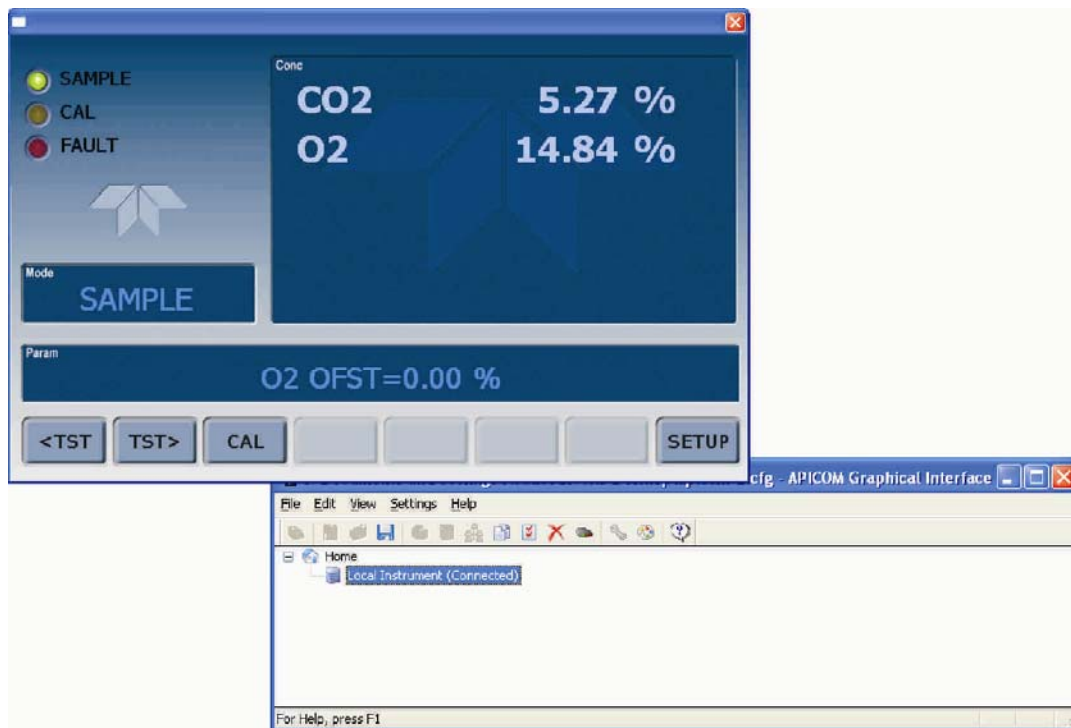 SAMPLE
CAL
FAULT
Conc
CO2 5.27 %
O2 14.84 %
Mode
SAMPLE
Param
O2 OFST=0.00 %
<TST TST> CAL SETUP
cfg - APICOM Graphical Interface
File Edit View Settings Help
Home
Local Instrument (Connected)
For Help, press F1